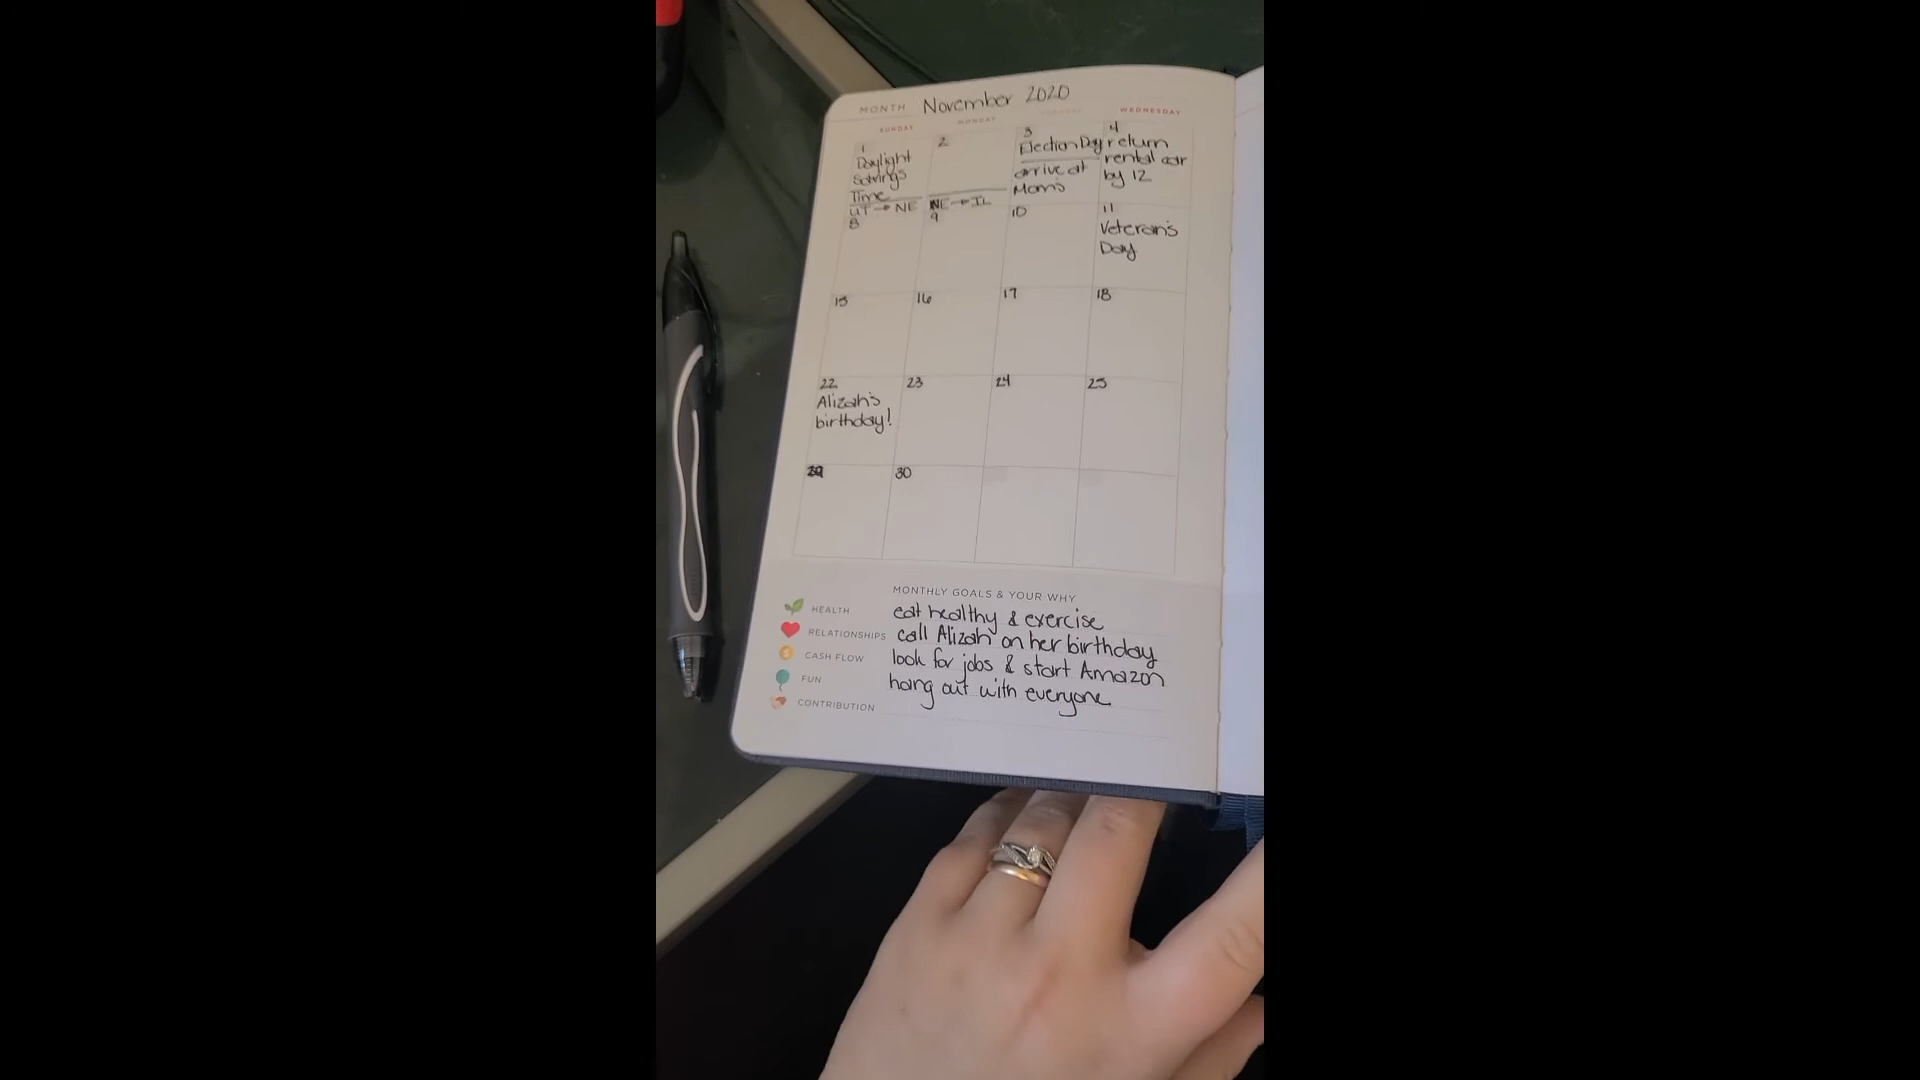 MONTH November 2020
SUNDAY MONDAY WEDNESDAY
1 2 3 4
Daylight Election Day return
Savings arrive at rental car
Time Mom's by 12
UT → NE NE → IL
8 9 10 11
Veteran's
Day
15 16 17 18
22 23 24 25
Alizah's
birthday!
29 30
MONTHLY GOALS & YOUR WHY
HEALTH eat healthy & exercise
RELATIONSHIPS call Alizah on her birthday
CASH FLOW look for jobs & start Amazon
FUN hang out with everyone
CONTRIBUTION